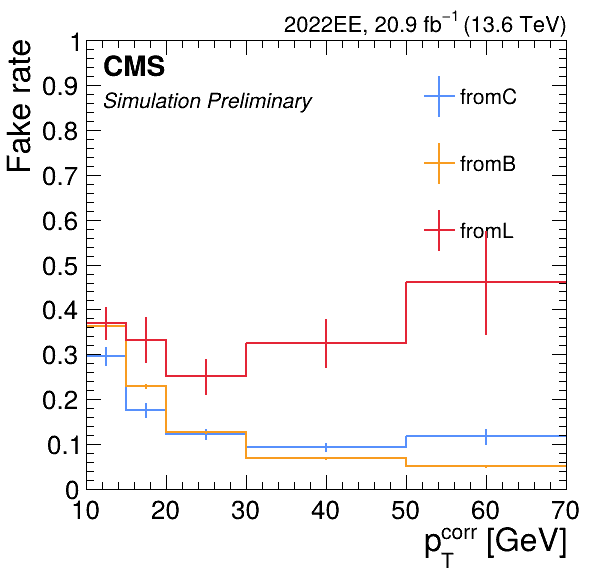 2022EE, 20.9 fb⁻¹ (13.6 TeV)
CMS
Simulation Preliminary
fromC
fromB
fromL
Fake rate
1
0.9
0.8
0.7
0.6
0.5
0.4
0.3
0.2
0.1
0
10 20 30 40 50 60 70
p_T^corr [GeV]